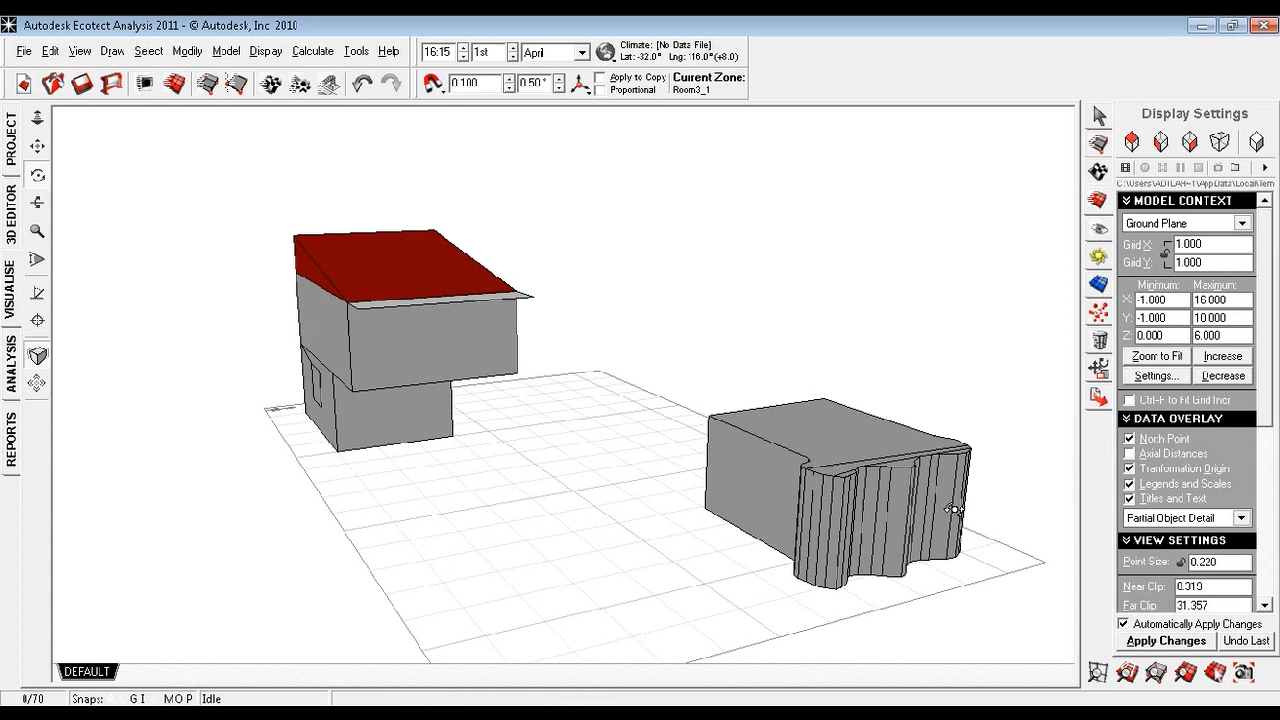 Autodesk Ecotect Analysis 2011 - © Autodesk, Inc. 2010
File Edit View Draw Select Modify Model Display Calculate Tools Help
16:15 1st April
Climate: [No Data File]
Lat: -32.0° Lng: 116.0° (+8.0)
0.100 0.50°
Apply to Copy
Proportional
Current Zone:
Room3_1
PROJECT
3D EDITOR
VISUALISE
ANALYSIS
REPORTS
Display Settings
MODEL CONTEXT
Ground Plane
Grid X: 1.000
Grid Y: 1.000
Minimum: Maximum:
X: -1.000 16.000
Y: -1.000 10.000
Z: 0.000 6.000
Zoom to Fit Increase
Settings... Decrease
Ctrl-F to Fit Grid Incr
DATA OVERLAY
North Point
Axial Distances
Tranformation Origin
Legends and Scales
Titles and Text
Partial Object Detail
VIEW SETTINGS
Point Size: 0.220
Near Clip: 0.319
Far Clip 31.357
Automatically Apply Changes
Apply Changes Undo Last
DEFAULT
0/70 Snap:: G I M O P Idle